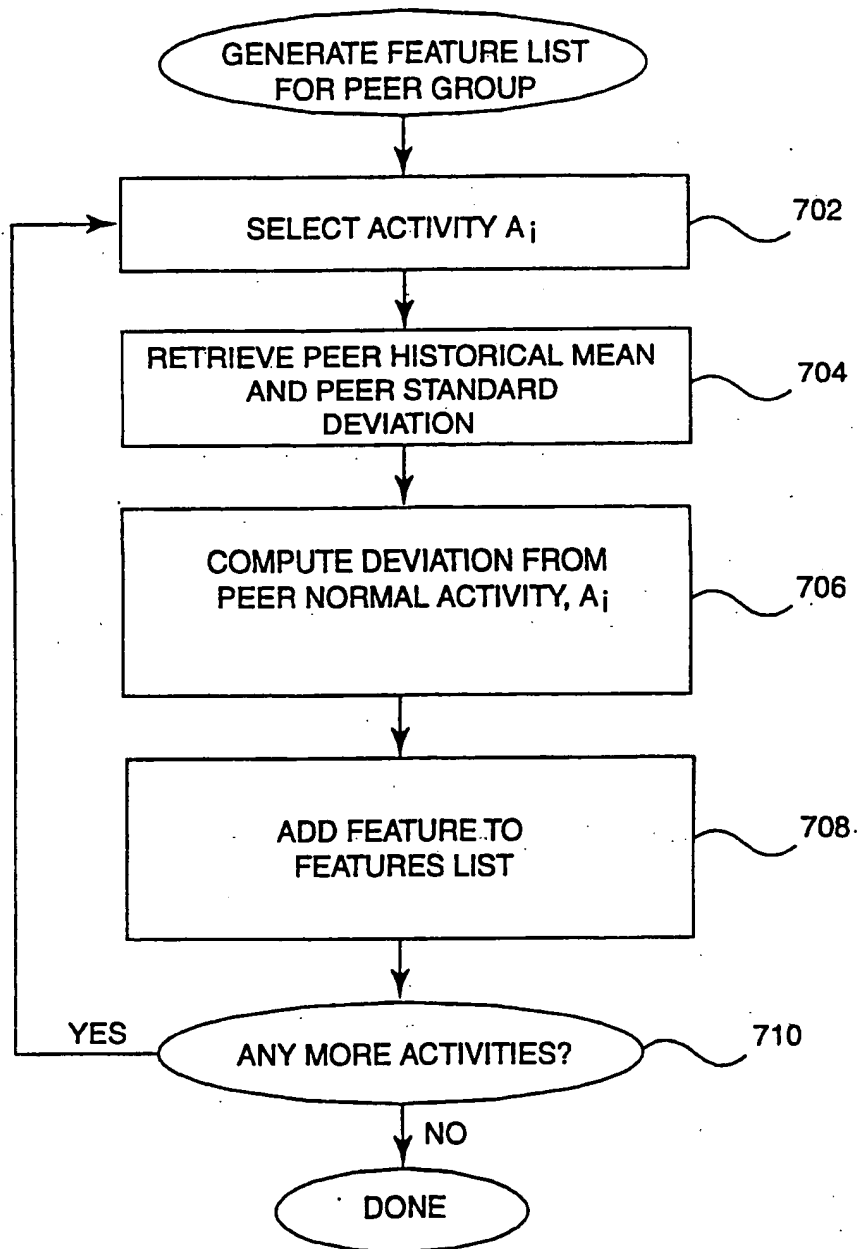 GENERATE FEATURE LIST
FOR PEER GROUP
SELECT ACTIVITY Ai
702
RETRIEVE PEER HISTORICAL MEAN
AND PEER STANDARD
DEVIATION
704
COMPUTE DEVIATION FROM
PEER NORMAL ACTIVITY, Ai
706
ADD FEATURE TO
FEATURES LIST
708
YES
ANY MORE ACTIVITIES?
710
NO
DONE